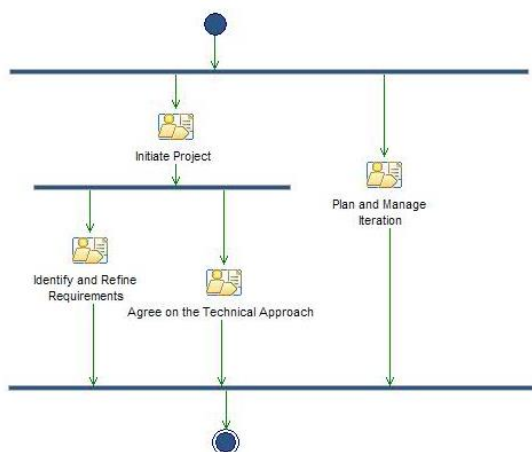 Initiate Project
Plan and Manage
Iteration
Identify and Refine
Requirements
Agree on the Technical Approach